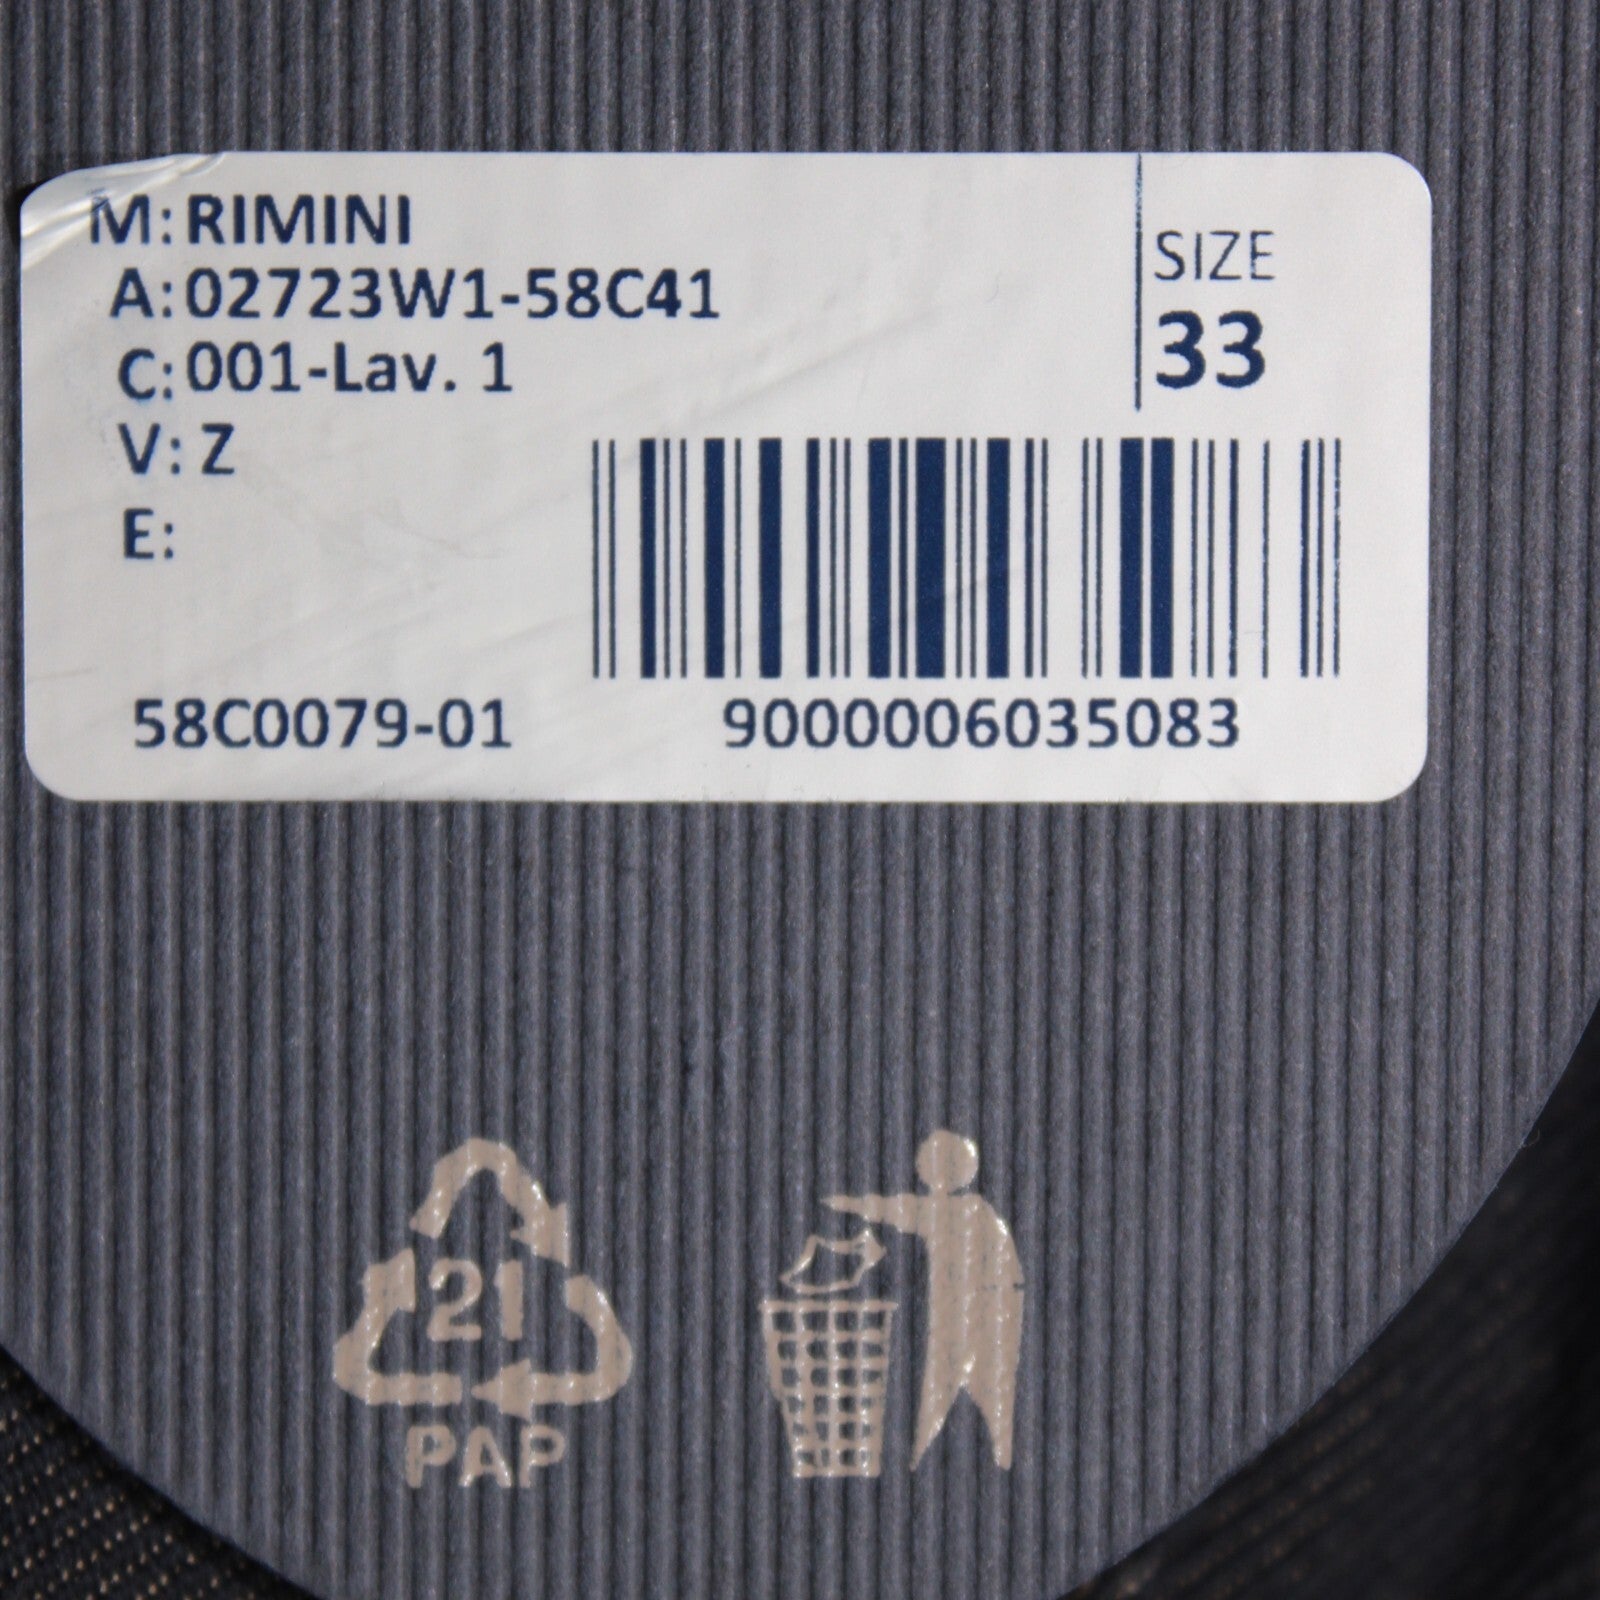 M: RIMINI
A: 02723W1-58C41
C: 001-Lav. 1
V: Z
E:
SIZE
33
58C0079-01
9000006035083
21
PAP